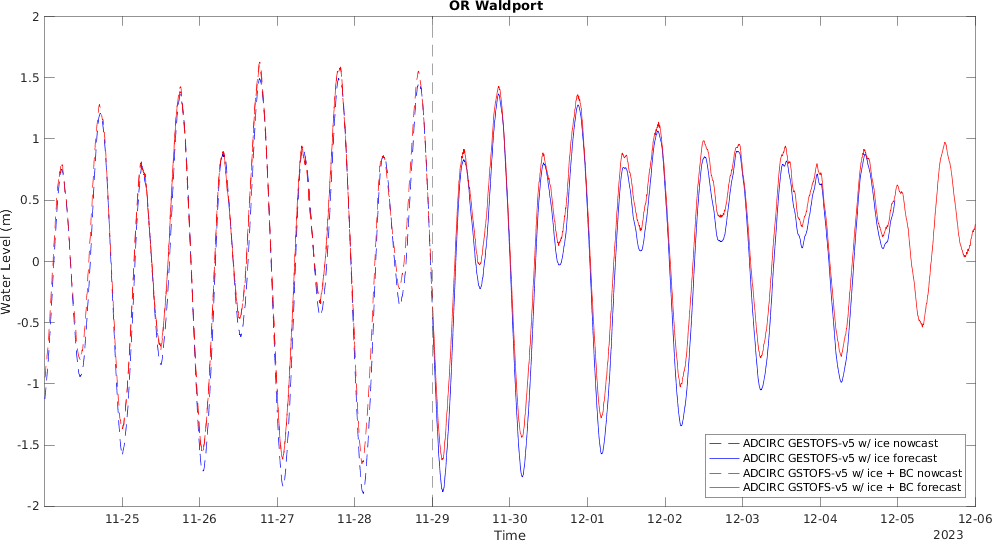 OR Waldport
2
1.5
1
0.5
0
-0.5
-1
-1.5
-2
Water Level (m)
ADCIRC GESTOFS-v5 w/ ice nowcast
ADCIRC GESTOFS-v5 w/ ice forecast
ADCIRC GSTOFS-v5 w/ ice + BC nowcast
ADCIRC GSTOFS-v5 w/ ice + BC forecast
11-25 11-26 11-27 11-28 11-29 11-30 12-01 12-02 12-03 12-04 12-05 12-06
Time 2023